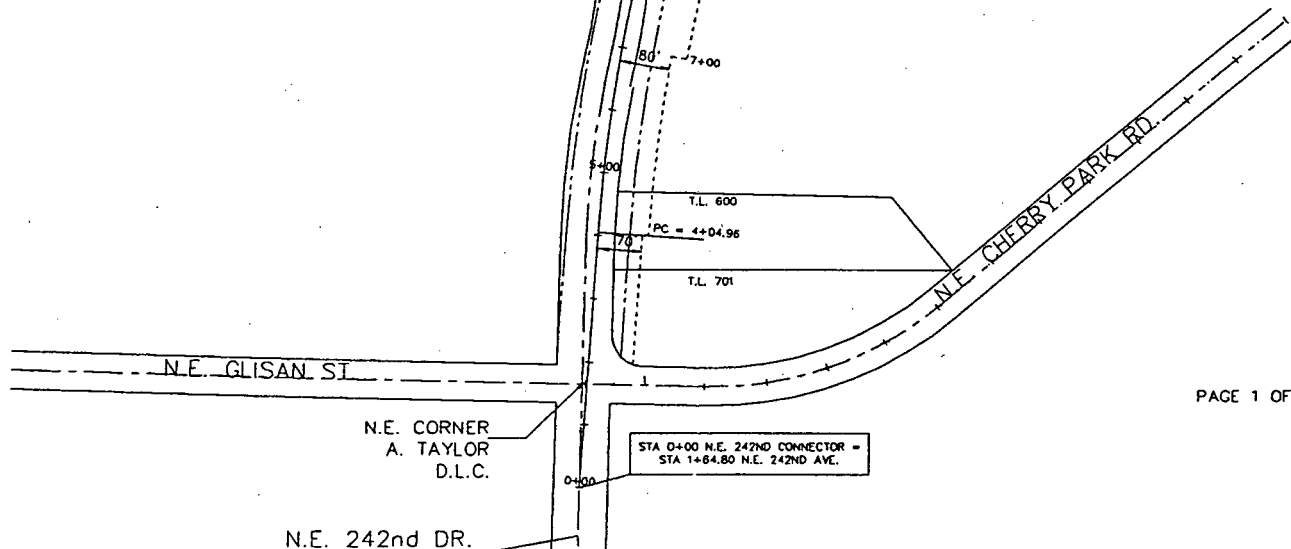 80'
7+00
5+00
T.L. 600
PC = 4+04.96
70
T.L. 701
N.E. CHERRY PARK RD.
N.E. GLISAN ST
PAGE 1 OF
N.E. CORNER
A. TAYLOR
D.L.C.
STA 0+00 N.E. 242ND CONNECTOR =
STA 1+64.80 N.E. 242ND AVE.
0+00
N.E. 242nd DR.